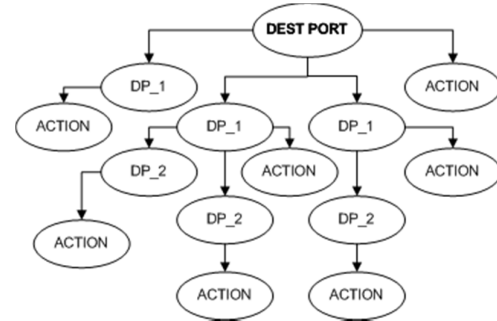 DEST PORT
DP_1
ACTION
ACTION
DP_1
DP_1
DP_2
ACTION
ACTION
DP_2
DP_2
ACTION
ACTION
ACTION